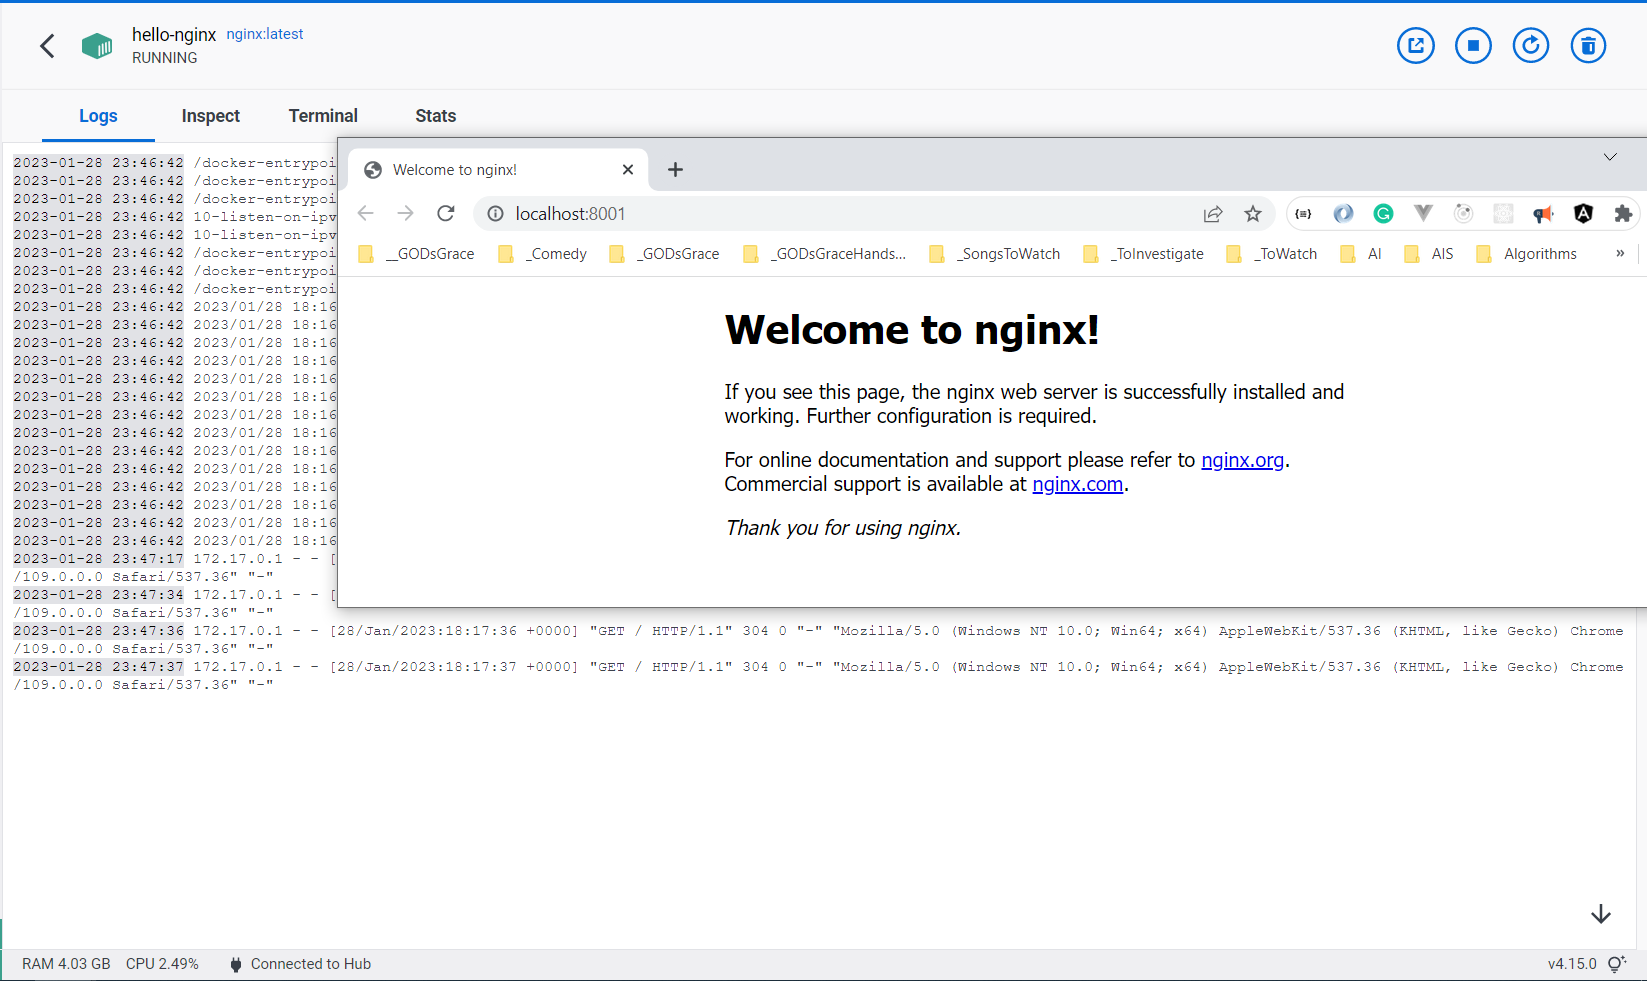 hello-nginx nginx:latest
RUNNING
Logs Inspect Terminal Stats
Welcome to nginx!
localhost:8001
__GODsGrace _Comedy _GODsGrace _GODsGraceHands... _SongsToWatch _ToInvestigate _ToWatch AI AIS Algorithms »
Welcome to nginx!
If you see this page, the nginx web server is successfully installed and
working. Further configuration is required.
For online documentation and support please refer to nginx.org.
Commercial support is available at nginx.com.
Thank you for using nginx.
2023-01-28 23:46:42 /docker-entrypoi
2023-01-28 23:46:42 /docker-entrypoi
2023-01-28 23:46:42 /docker-entrypoi
2023-01-28 23:46:42 10-listen-on-ipv
2023-01-28 23:46:42 10-listen-on-ipv
2023-01-28 23:46:42 /docker-entrypoi
2023-01-28 23:46:42 /docker-entrypoi
2023-01-28 23:46:42 /docker-entrypoi
2023-01-28 23:46:42 2023/01/28 18:16
2023-01-28 23:46:42 2023/01/28 18:16
2023-01-28 23:46:42 2023/01/28 18:16
2023-01-28 23:46:42 2023/01/28 18:16
2023-01-28 23:46:42 2023/01/28 18:16
2023-01-28 23:46:42 2023/01/28 18:16
2023-01-28 23:46:42 2023/01/28 18:16
2023-01-28 23:46:42 2023/01/28 18:16
2023-01-28 23:46:42 2023/01/28 18:16
2023-01-28 23:46:42 2023/01/28 18:16
2023-01-28 23:46:42 2023/01/28 18:16
2023-01-28 23:46:42 2023/01/28 18:16
2023-01-28 23:46:42 2023/01/28 18:16
2023-01-28 23:46:42 2023/01/28 18:16
2023-01-28 23:47:17 172.17.0.1 - - [
/109.0.0.0 Safari/537.36" "-"
2023-01-28 23:47:34 172.17.0.1 - - [
/109.0.0.0 Safari/537.36" "-"
2023-01-28 23:47:36 172.17.0.1 - - [28/Jan/2023:18:17:36 +0000] "GET / HTTP/1.1" 304 0 "-" "Mozilla/5.0 (Windows NT 10.0; Win64; x64) AppleWebKit/537.36 (KHTML, like Gecko) Chrome
/109.0.0.0 Safari/537.36" "-"
2023-01-28 23:47:37 172.17.0.1 - - [28/Jan/2023:18:17:37 +0000] "GET / HTTP/1.1" 304 0 "-" "Mozilla/5.0 (Windows NT 10.0; Win64; x64) AppleWebKit/537.36 (KHTML, like Gecko) Chrome
/109.0.0.0 Safari/537.36" "-"
RAM 4.03 GB CPU 2.49% Connected to Hub v4.15.0